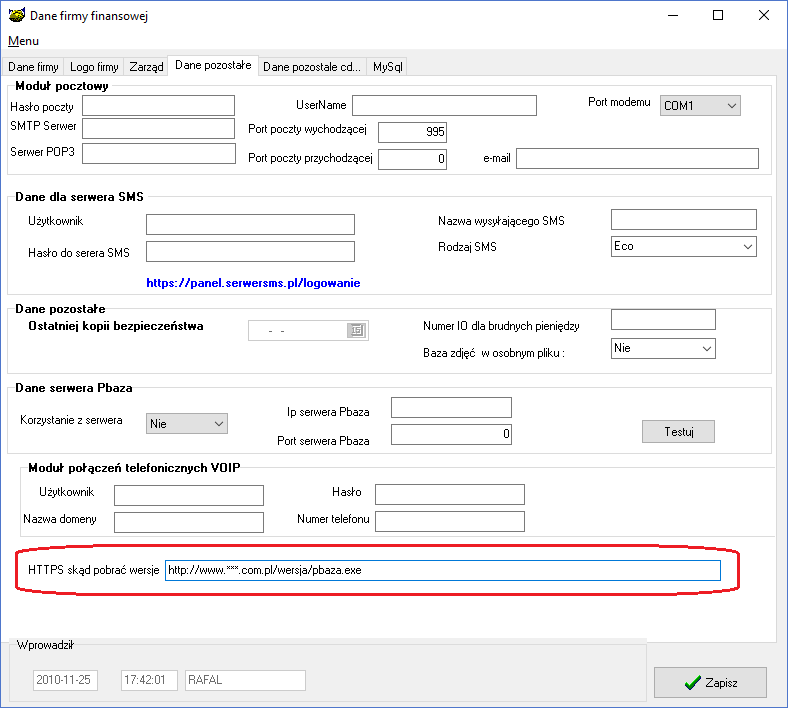 Dane firmy finansowej
Menu
Dane firmy Logo firmy Zarząd Dane pozostałe Dane pozostale cd... MySql
Moduł pocztowy
Hasło poczty UserName Port modemu COM1
SMTP Serwer Port poczty wychodzącej 995
Serwer POP3 Port poczty przychodzącej 0 e-mail
Dane dla serwera SMS
Użytkownik Nazwa wysyłającego SMS
Hasło do serera SMS Rodzaj SMS Eco
https://panel.serwersms.pl/logowanie
Dane pozostałe
Ostatniej kopii bezpieczeństwa - - 15 Numer IO dla brudnych pieniędzy
Baza zdjęć w osobnym pliku : Nie
Dane serwera Pbaza
Korzystanie z serwera Nie Ip serwera Pbaza
Port serwera Pbaza 0 Testuj
Moduł połączeń telefonicznych VOIP
Użytkownik Hasło
Nazwa domeny Numer telefonu
HTTPS skąd pobrać wersje http://www.***.com.pl/wersja/pbaza.exe
Wprowadził
2010-11-25 17:42:01 RAFAL Zapisz